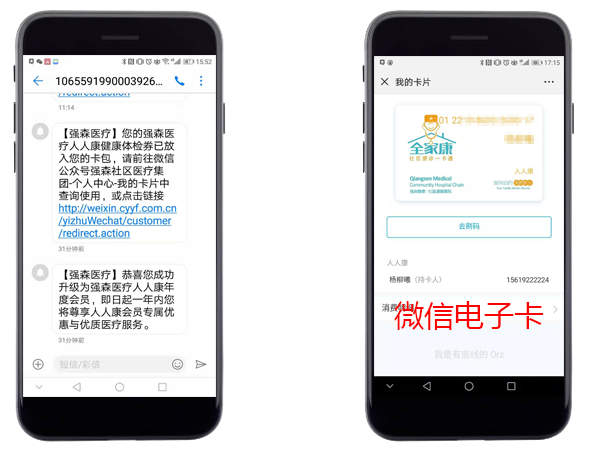 15:52
1065591990003926...
/redirect.action
11:14
【强森医疗】您的强森医
疗人人康健康体检券已放
入您的卡包，请前往微信
公众号强森社区医疗集
团-个人中心-我的卡片中
查询使用，或点击链接
http://weixin.cyyf.com.cn
/yizhuWechat/customer
/redirect.action
31分钟前
【强森医疗】恭喜您成功
升级为强森医疗人人康年
度会员，即日起一年内您
将尊享人人康会员专属优
惠与优质医疗服务。
31分钟前
短信/彩信
17:15
我的卡片
01 22
全家康
社区便诊一卡通
人人康
Qiangsen Medical
Community Hospital Chain
去刷码
人人康
杨柳曦（持卡人）
15619222224
消费
微信电子卡
我是有底线的 Orz